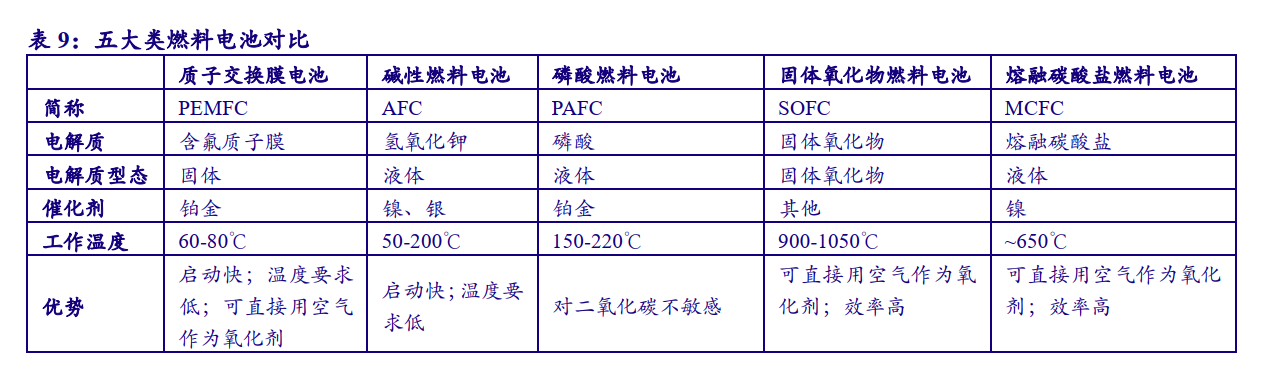 表 9：五大类燃料电池对比
质子交换膜电池 碱性燃料电池 磷酸燃料电池 固体氧化物燃料电池 熔融碳酸盐燃料电池
简称 PEMFC AFC PAFC SOFC MCFC
电解质 含氟质子膜 氢氧化钾 磷酸 固体氧化物 熔融碳酸盐
电解质型态 固体 液体 液体 固体氧化物 液体
催化剂 铂金 镍、银 铂金 其他 镍
工作温度 60-80℃ 50-200℃ 150-220℃ 900-1050℃ ~650℃
优势
启动快；温度要求
低；可直接用空气
作为氧化剂
启动快；温度要
求低
对二氧化碳不敏感
可直接用空气作为氧
化剂；效率高
可直接用空气作为氧化
剂；效率高